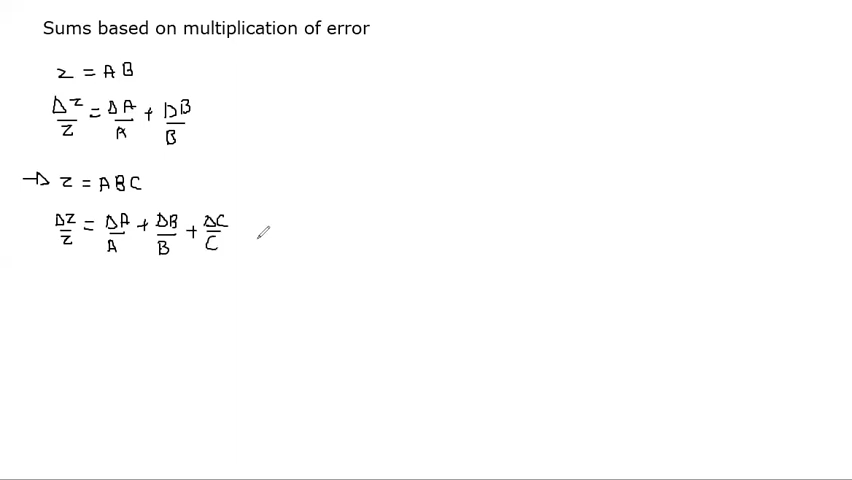 Sums based on multiplication of error
Z = AB
ΔZ/Z = ΔA/A + ΔB/B
→ Z = ABC
ΔZ/Z = ΔA/A + ΔB/B + ΔC/C